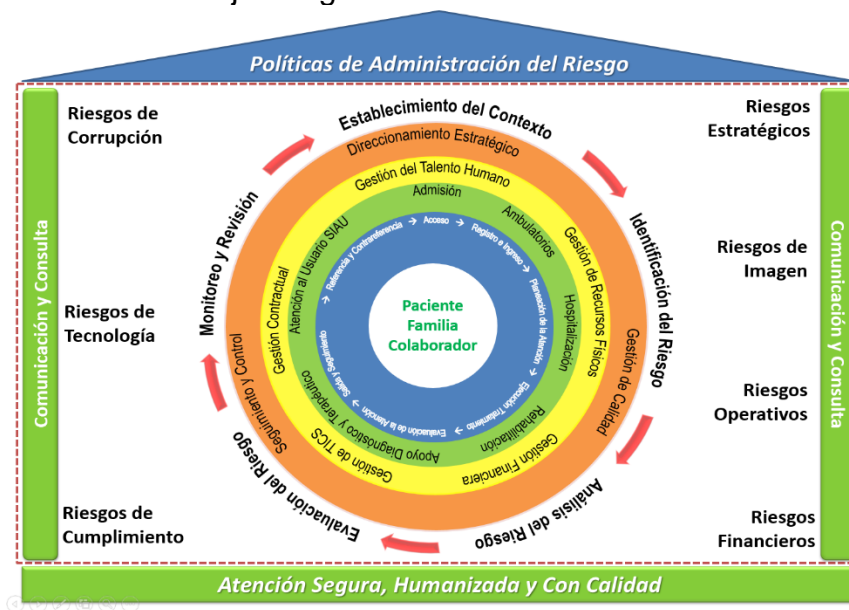 Políticas de Administración del Riesgo
Comunicación y Consulta
Riesgos de
Corrupción
Riesgos de
Tecnología
Riesgos de
Cumplimiento
Establecimiento del Contexto
Identificación del Riesgo
Análisis del Riesgo
Evaluación del Riesgo
Monitoreo y Revisión
Direccionamiento Estratégico
Gestión de Calidad
Seguimiento y Control
Gestión del Talento Humano
Gestión de Recursos Físicos
Gestión Financiera
Gestión de TICS
Gestión Contractual
Admisión
Ambulatorios
Hospitalización
Rehabilitación
Apoyo Diagnóstico y Terapéutico
Atención al Usuario SIAU
Acceso → Registro e Ingreso → Planeación de la Atención → Ejecución Tratamiento → Evaluación de la Atención → Salida y Seguimiento → Referencia y Contrareferencia →
Paciente
Familia
Colaborador
Riesgos
Estratégicos
Riesgos de
Imagen
Riesgos
Operativos
Riesgos
Financieros
Comunicación y Consulta
Atención Segura, Humanizada y Con Calidad